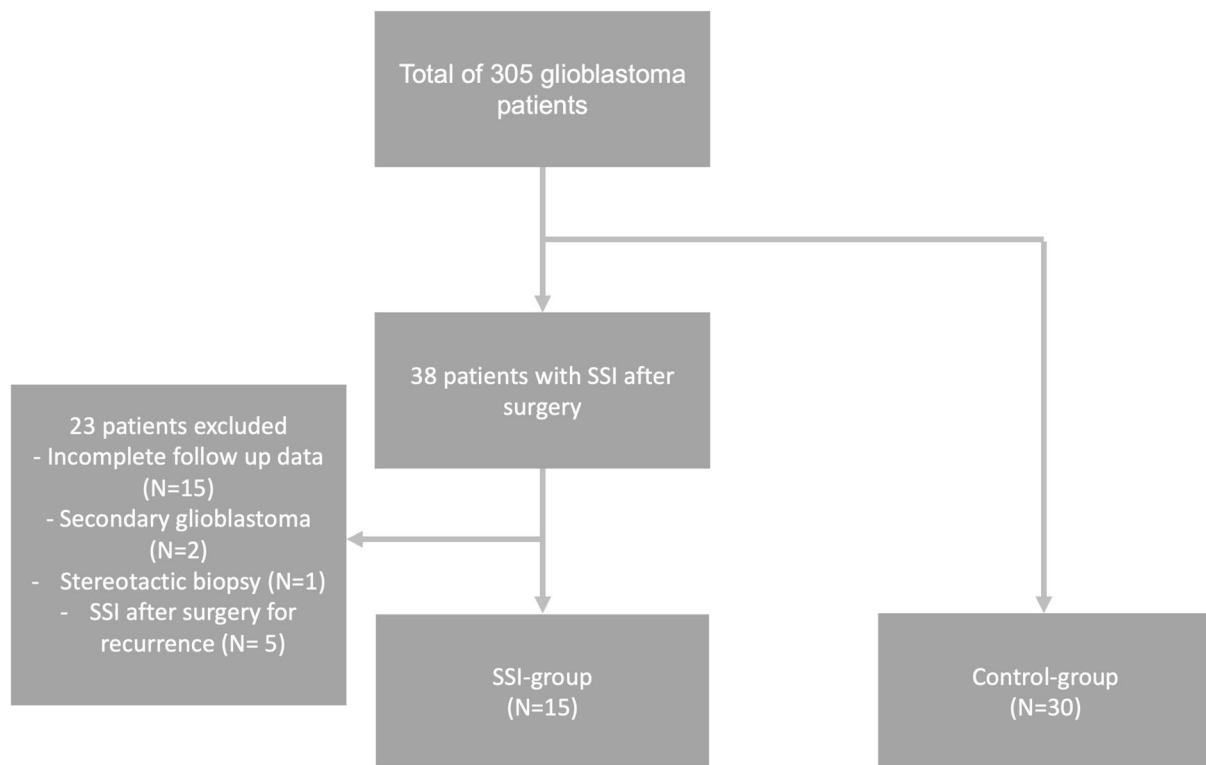 Total of 305 glioblastoma
patients
38 patients with SSI after
surgery
23 patients excluded
- Incomplete follow up data
(N=15)
- Secondary glioblastoma
(N=2)
- Stereotactic biopsy (N=1)
- SSI after surgery for
recurrence (N= 5)
SSI-group
(N=15)
Control-group
(N=30)